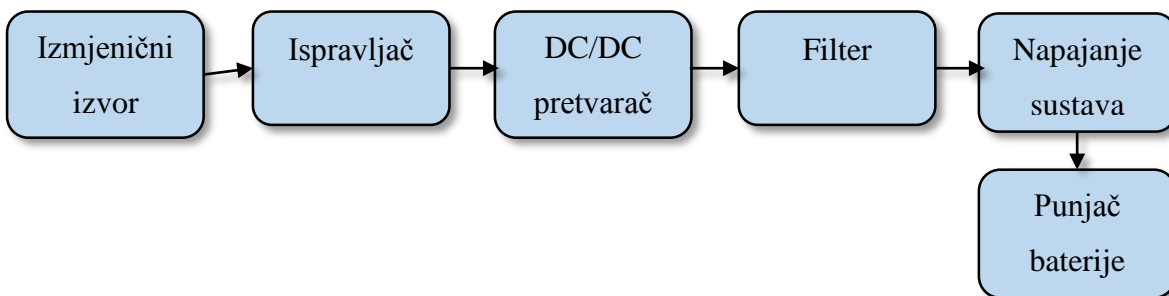 Izmjenični
izvor
Ispravljač
DC/DC
pretvarač
Filter
Napajanje
sustava
Punjač
baterije